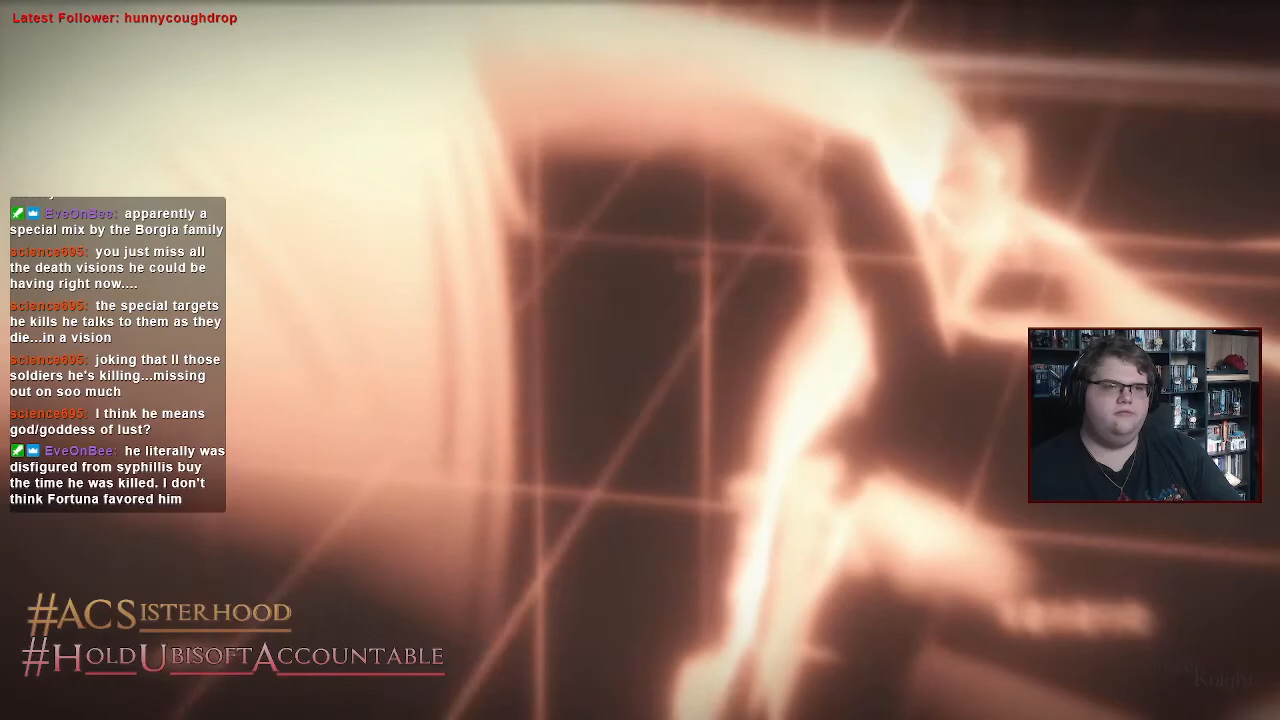 Latest Follower: hunnycoughdrop
EveOnBee: apparently a
special mix by the Borgia family
science695: you just miss all
the death visions he could be
having right now....
science695: the special targets
he kills he talks to them as they
die...in a vision
science695: joking that ll those
soldiers he's killing...missing
out on soo much
science695: I think he means
god/goddess of lust?
EveOnBee: he literally was
disfigured from syphillis buy
the time he was killed. I don't
think Fortuna favored him
#ACSISTERHOOD
#HOLDUBISOFTACCOUNTABLE
Knight